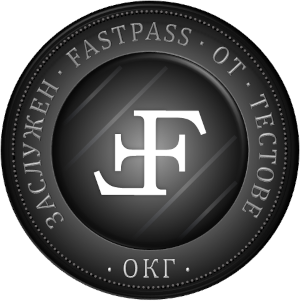 ЗАСЛУЖЕН · FASTPASS · ОТ · ТЕСТОВЕ
· ОКГ ·